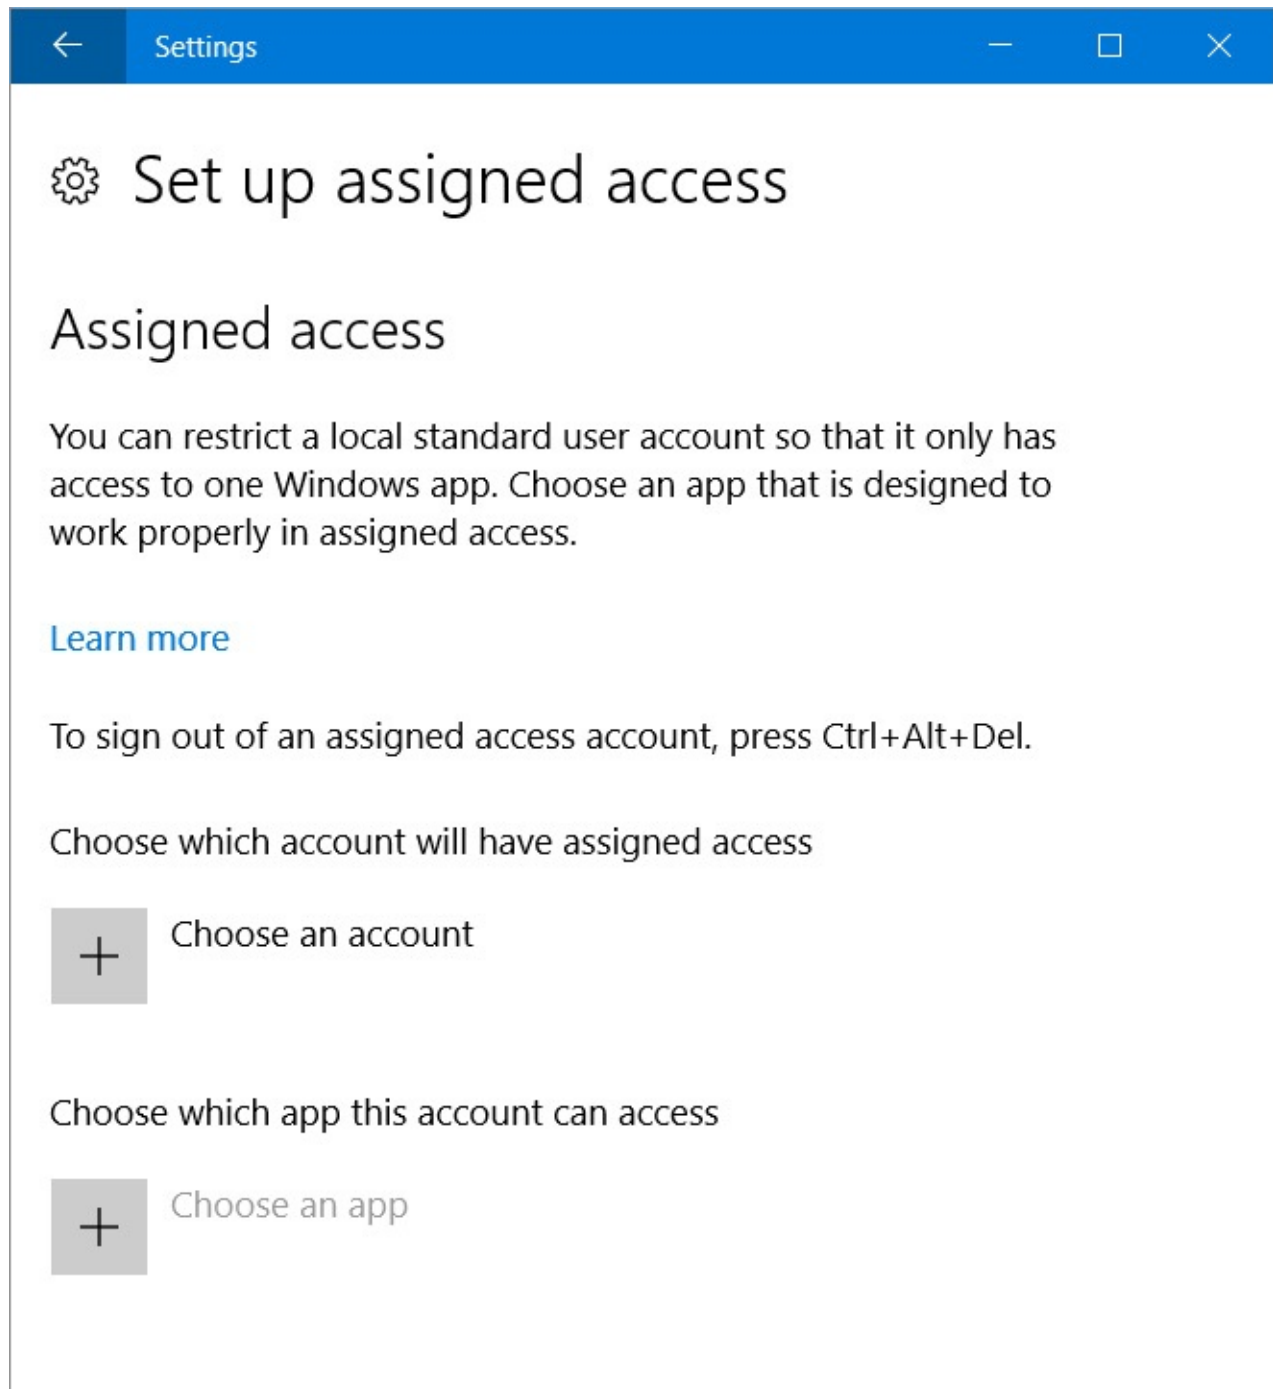 Settings
Set up assigned access
Assigned access
You can restrict a local standard user account so that it only has
access to one Windows app. Choose an app that is designed to
work properly in assigned access.
Learn more
To sign out of an assigned access account, press Ctrl+Alt+Del.
Choose which account will have assigned access
Choose an account
Choose which app this account can access
Choose an app